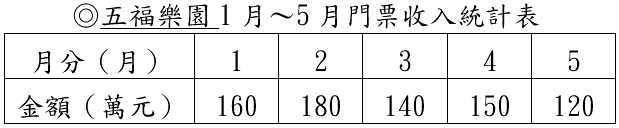 ◎五福樂園1月～5月門票收入統計表
月分（月） 1 2 3 4 5
金額（萬元） 160 180 140 150 120